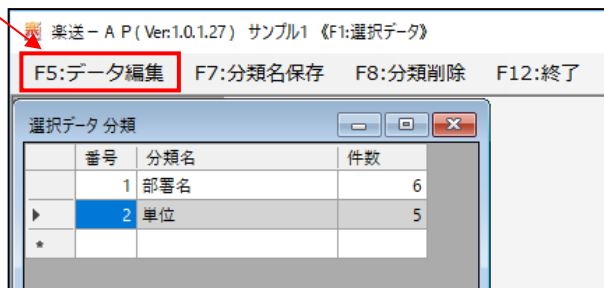 楽送－ＡＰ( Ver:1.0.1.27 ) サンプル1 《F1:選択データ》
F5:データ編集 F7:分類名保存 F8:分類削除 F12:終了
選択データ 分類
番号 分類名 件数
1 部署名 6
2 単位 5
*